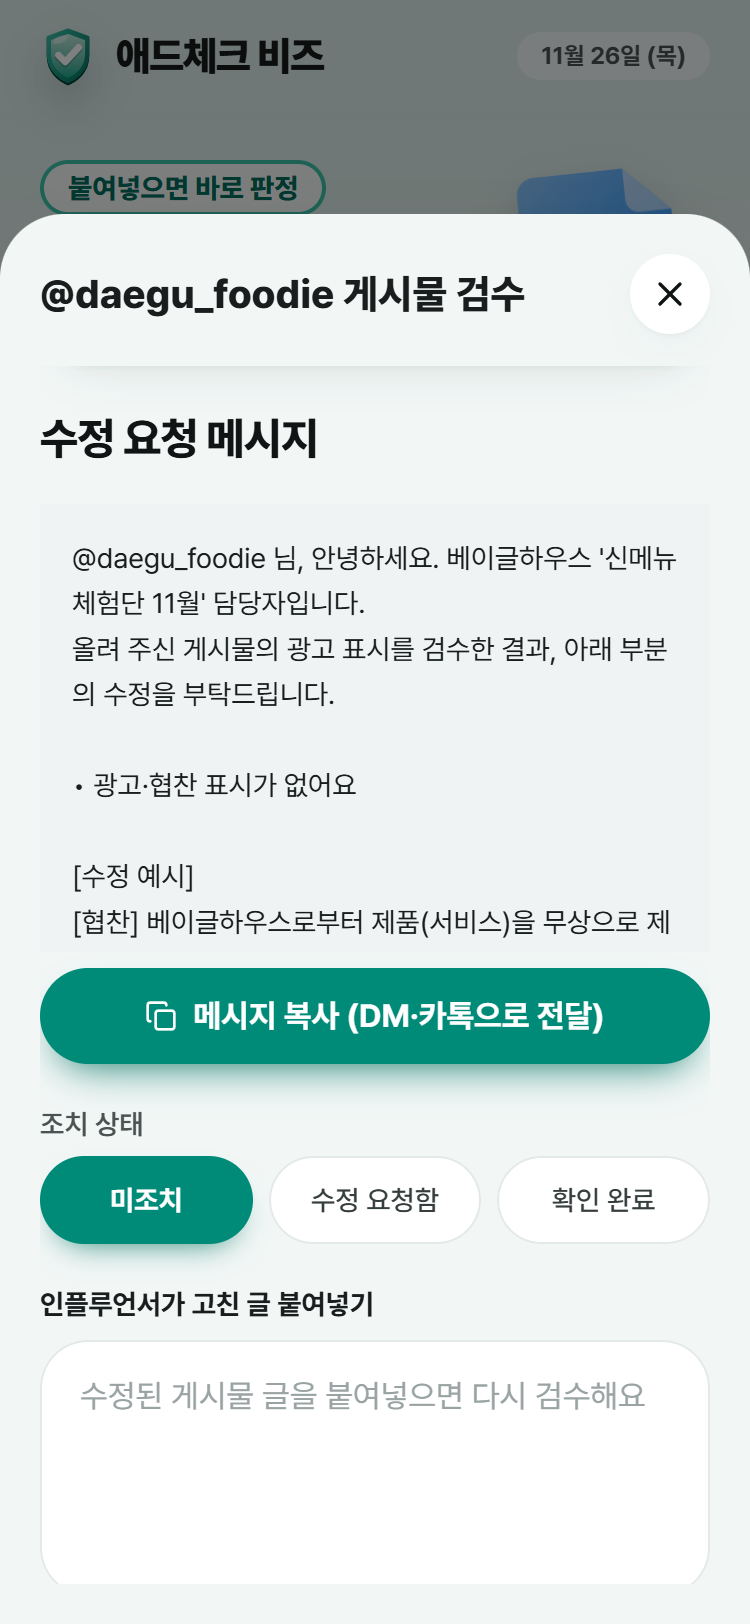 애드체크 비즈
11월 26일 (목)
붙여넣으면 바로 판정
@daegu_foodie 게시물 검수
수정 요청 메시지
@daegu_foodie 님, 안녕하세요. 베이글하우스 '신메뉴
체험단 11월' 담당자입니다.
올려 주신 게시물의 광고 표시를 검수한 결과, 아래 부분
의 수정을 부탁드립니다.
• 광고·협찬 표시가 없어요
[수정 예시]
[협찬] 베이글하우스로부터 제품(서비스)을 무상으로 제
메시지 복사 (DM·카톡으로 전달)
조치 상태
미조치
수정 요청함
확인 완료
인플루언서가 고친 글 붙여넣기
수정된 게시물 글을 붙여넣으면 다시 검수해요